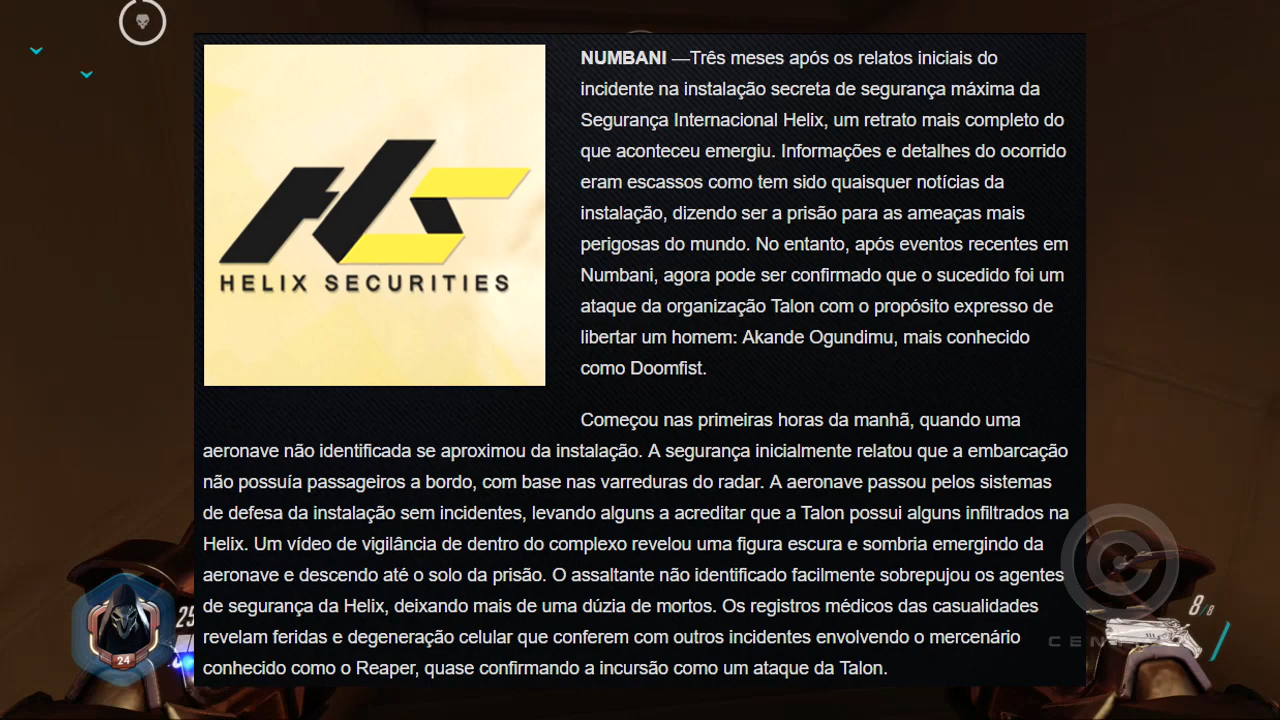 NUMBANI —Três meses após os relatos iniciais do
incidente na instalação secreta de segurança máxima da
Segurança Internacional Helix, um retrato mais completo do
que aconteceu emergiu. Informações e detalhes do ocorrido
eram escassos como tem sido quaisquer notícias da
instalação, dizendo ser a prisão para as ameaças mais
perigosas do mundo. No entanto, após eventos recentes em
Numbani, agora pode ser confirmado que o sucedido foi um
ataque da organização Talon com o propósito expresso de
libertar um homem: Akande Ogundimu, mais conhecido
como Doomfist.
HELIX SECURITIES
Começou nas primeiras horas da manhã, quando uma
aeronave não identificada se aproximou da instalação. A segurança inicialmente relatou que a embarcação
não possuía passageiros a bordo, com base nas varreduras do radar. A aeronave passou pelos sistemas
de defesa da instalação sem incidentes, levando alguns a acreditar que a Talon possui alguns infiltrados na
Helix. Um vídeo de vigilância de dentro do complexo revelou uma figura escura e sombria emergindo da
aeronave e descendo até o solo da prisão. O assaltante não identificado facilmente sobrepujou os agentes
de segurança da Helix, deixando mais de uma dúzia de mortos. Os registros médicos das casualidades
revelam feridas e degeneração celular que conferem com outros incidentes envolvendo o mercenário
conhecido como o Reaper, quase confirmando a incursão como um ataque da Talon.
24
8/8